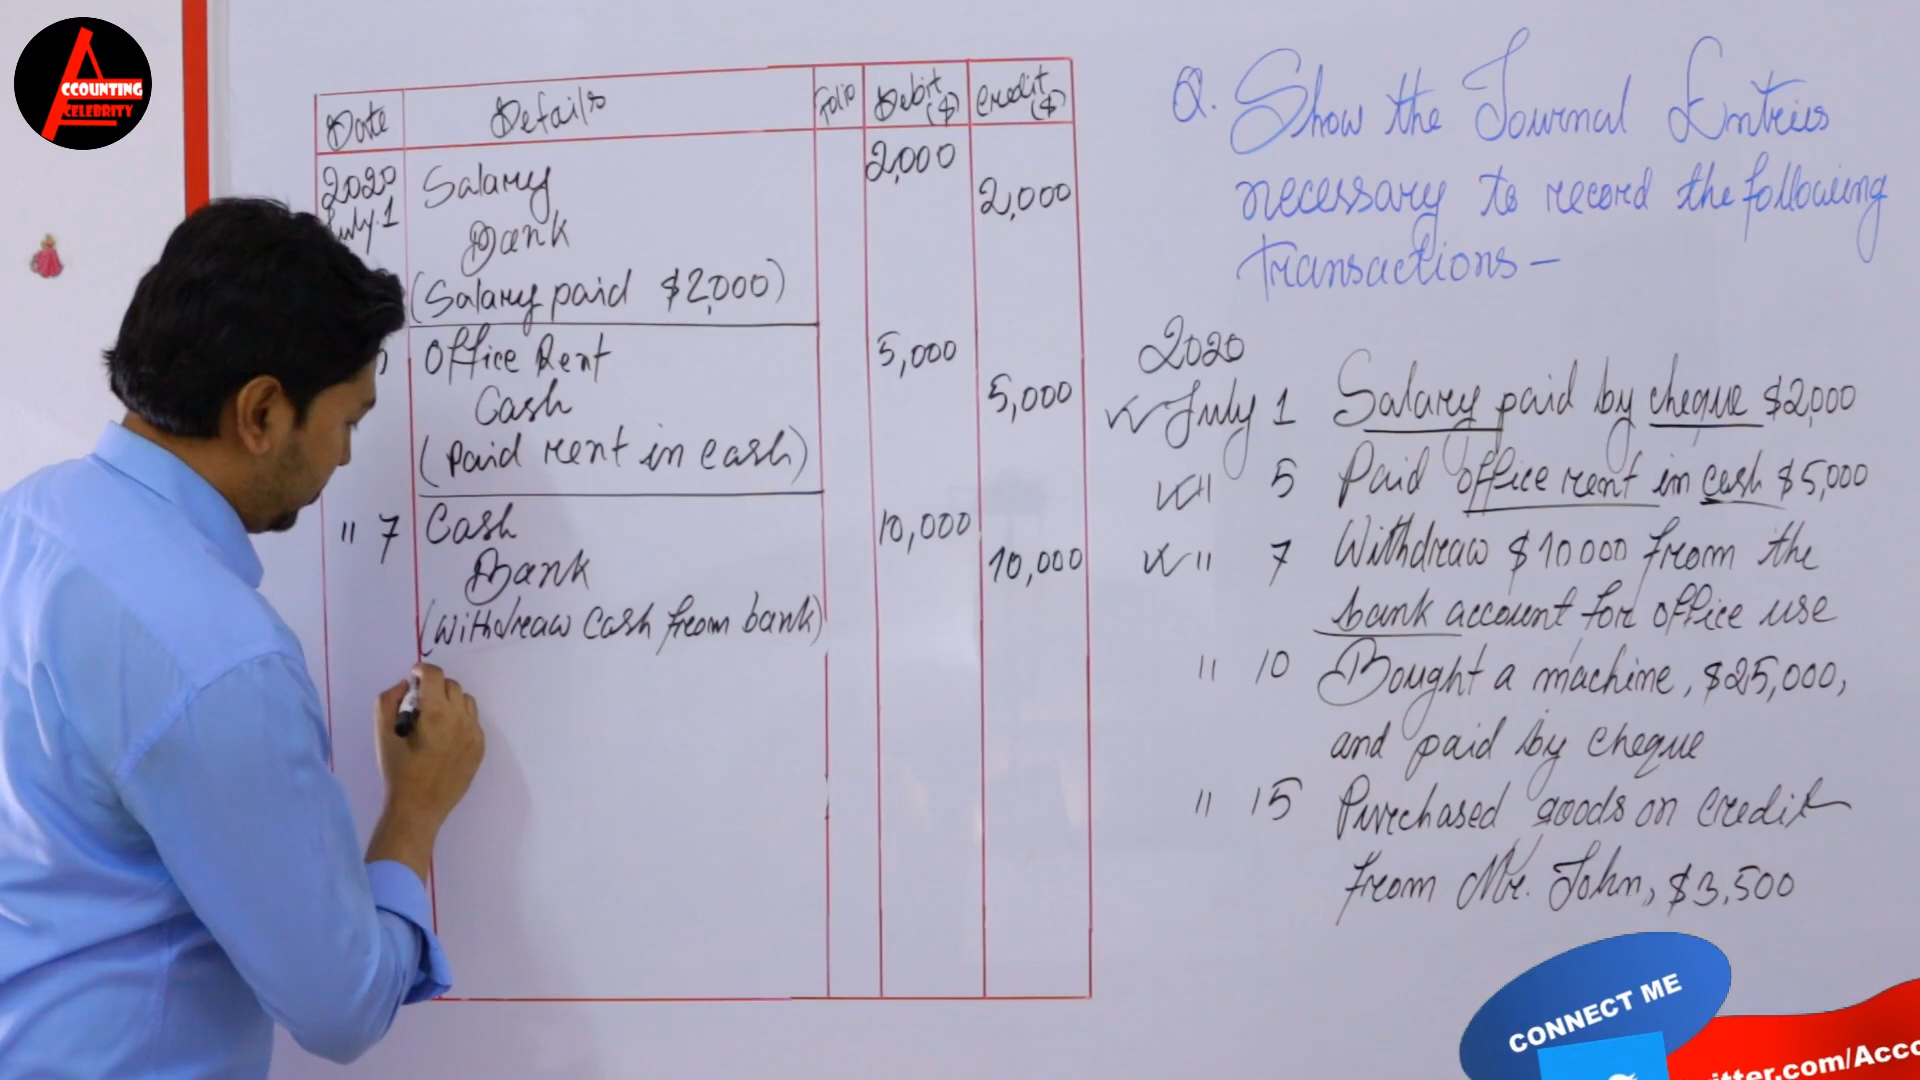 ACCOUNTING
CELEBRITY
Date Details Folio Debit ($) Credit ($)
2020 Salary 2,000
July 1 Bank 2,000
(Salary paid $2,000)
Office Rent 5,000
Cash 5,000
(Paid rent in cash)
" 7 Cash 10,000
Bank 10,000
(Withdraw Cash from bank)
Q. Show the Journal Entries
necessary to record the following
transactions –
2020
July 1 Salary paid by cheque $2,000
" 5 Paid office rent in cash $5,000
" 7 Withdraw $10000 from the
bank account for office use
" 10 Bought a machine, $25,000,
and paid by cheque
" 15 Purchased goods on credit
from Mr. John, $3,500
CONNECT ME
itter.com/Acco